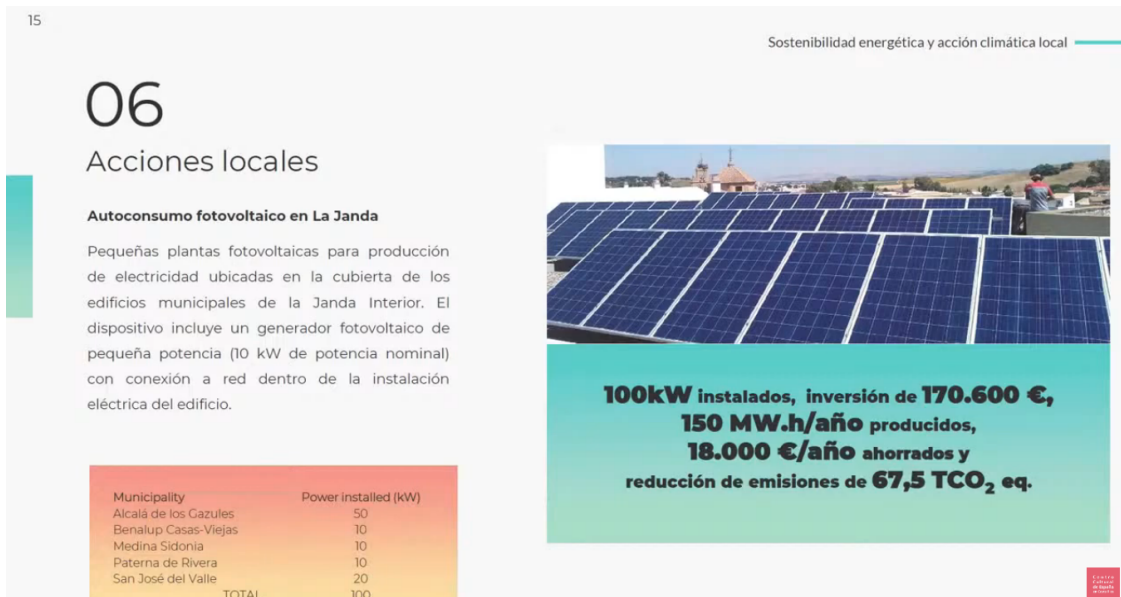 15
Sostenibilidad energética y acción climática local
06
Acciones locales
Autoconsumo fotovoltaico en La Janda
Pequeñas plantas fotovoltaicas para producción
de electricidad ubicadas en la cubierta de los
edificios municipales de la Janda Interior. El
dispositivo incluye un generador fotovoltaico de
pequeña potencia (10 kW de potencia nominal)
con conexión a red dentro de la instalación
eléctrica del edificio.
Municipality Power installed (kW)
Alcalá de los Gazules 50
Benalup Casas-Viejas 10
Medina Sidonia 10
Paterna de Rivera 10
San José del Valle 20
TOTAL 100
100kW instalados, inversión de 170.600 €,
150 MW.h/año producidos,
18.000 €/año ahorrados y
reducción de emisiones de 67,5 TCO₂ eq.
Centro
Cultural
de España